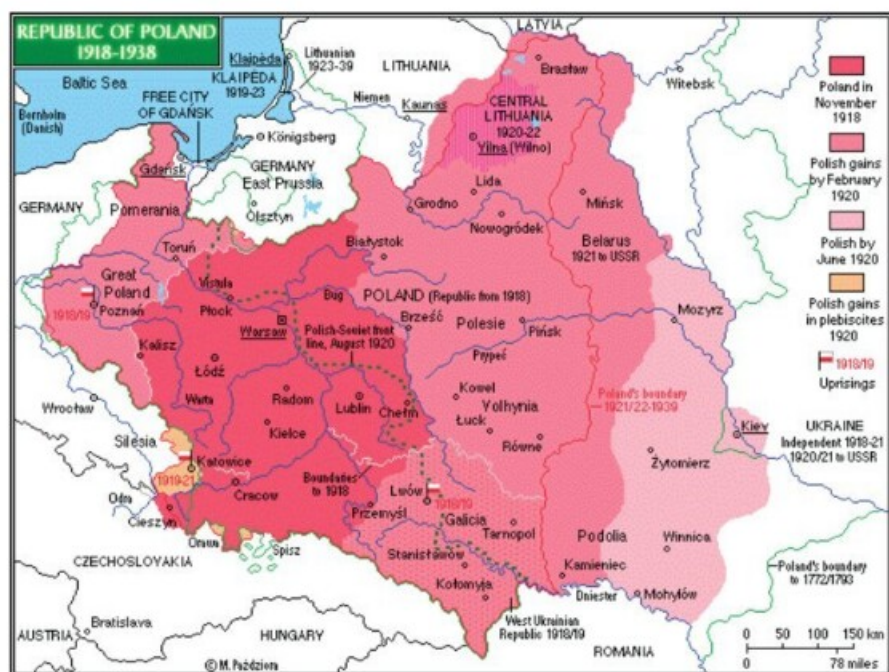 REPUBLIC OF POLAND
1918-1938
LATVIA
Klaipėda
KLAIPĖDA
1919-23
Lithuanian
1923-39
LITHUANIA
Brasław
Witebsk
Baltic Sea
Bornholm
(Danish)
FREE CITY
OF GDAŃSK
Niemen
Kaunas
CENTRAL
LITHUANIA
1920-22
Vilna (Wilno)
Königsberg
Gdańsk
GERMANY
East Prussia
GERMANY
Pomerania
Olsztyn
Lida
Grodno
Nowogródek
Mińsk
Toruń
Białystok
Belarus
1921 to USSR
Great
Poland
Vistula
Płock
Bug
POLAND (Republic from 1918)
1918/19
Poznań
Warsaw
Polish-Soviet front
line, August 1920
Brześć
Polesie
Pińsk
Mozyrz
Prypeć
Kalisz
Łódź
Warta
Radom
Lublin
Chełm
Kowel
Volhynia
Łuck
Równe
Poland's boundary
1921/22-1939
Kiev
UKRAINE
Independent 1918-21
1920/21 to USSR
Wrocław
Kielce
Silesia
Katowice
1919-21
Żytomierz
Boundaries
to 1918
Lwów
1918/19
Odra
Cracow
Przemyśl
Galicia
Cieszyn
Tarnopol
Podolia
Winnica
Orawa
Spisz
Stanisławów
CZECHOSLOVAKIA
Kamieniec
Poland's boundary
to 1772/1793
Kołomyja
Dniester
Mohylów
West Ukrainian
Republic 1918/19
Bratislava
AUSTRIA
HUNGARY
ROMANIA
© M. Paździora
Poland in
November
1918
Polish gains
by February
1920
Polish by
June 1920
Polish gains
in plebiscites
1920
1918/19
Uprisings
0 50 100 150 km
0 78 miles